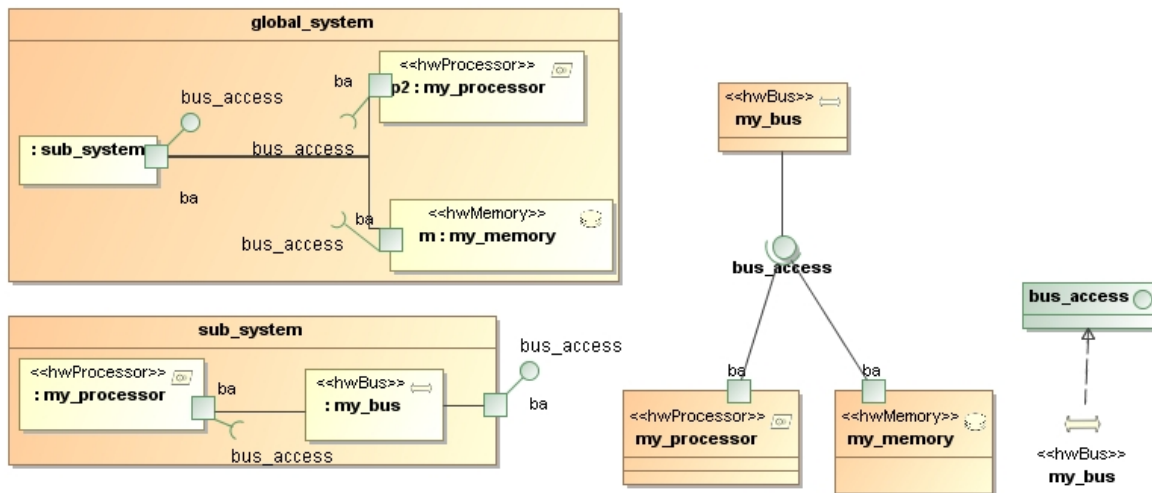 global_system
<<hwProcessor>>
p2 : my_processor
ba
bus_access
: sub_system
bus_access
ba
ba
<<hwMemory>>
m : my_memory
bus_access
sub_system
<<hwProcessor>>
: my_processor
ba
<<hwBus>>
: my_bus
bus_access
ba
bus_access
<<hwBus>>
my_bus
bus_access
ba
ba
<<hwProcessor>>
my_processor
<<hwMemory>>
my_memory
bus_access
<<hwBus>>
my_bus